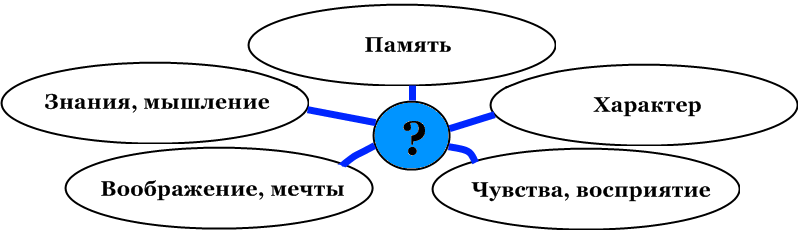 Память
Знания, мышление
Характер
?
Воображение, мечты
Чувства, восприятие